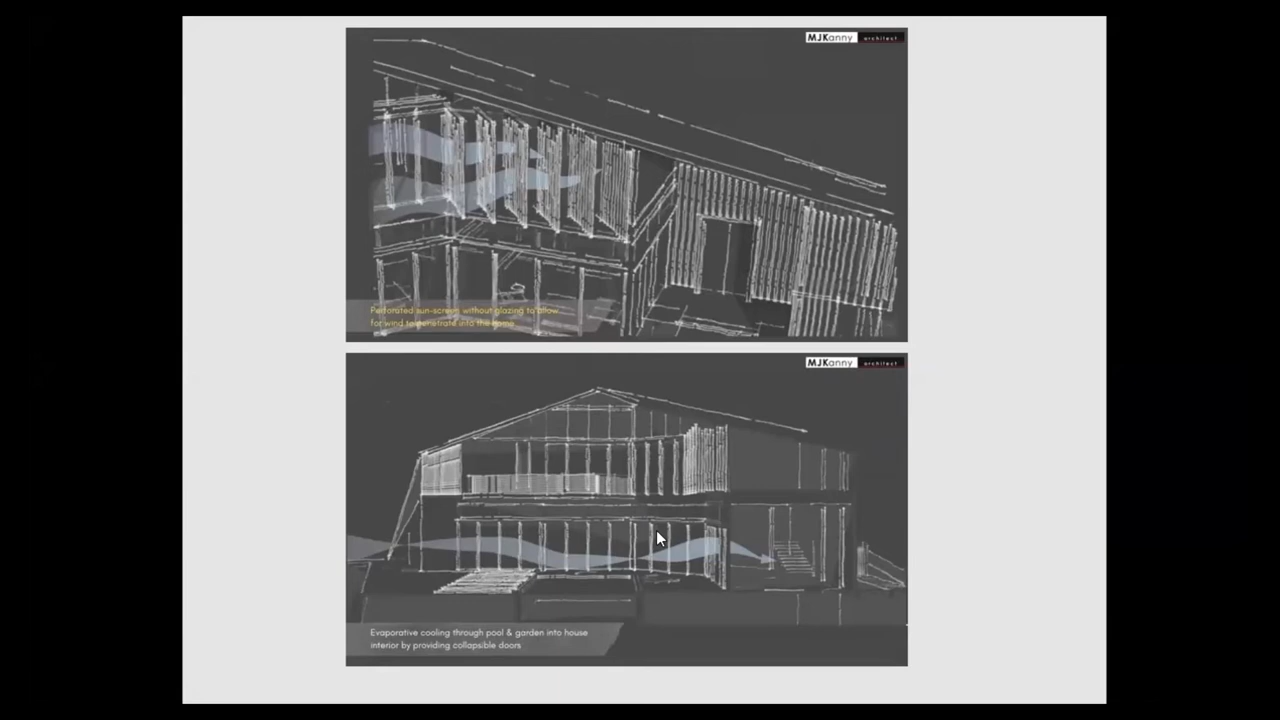 MJKanny architect
Perforated sun-screen without glazing to allow
for wind to penetrate into the home
MJKanny architect
Evaporative cooling through pool & garden into house
interior by providing collapsible doors